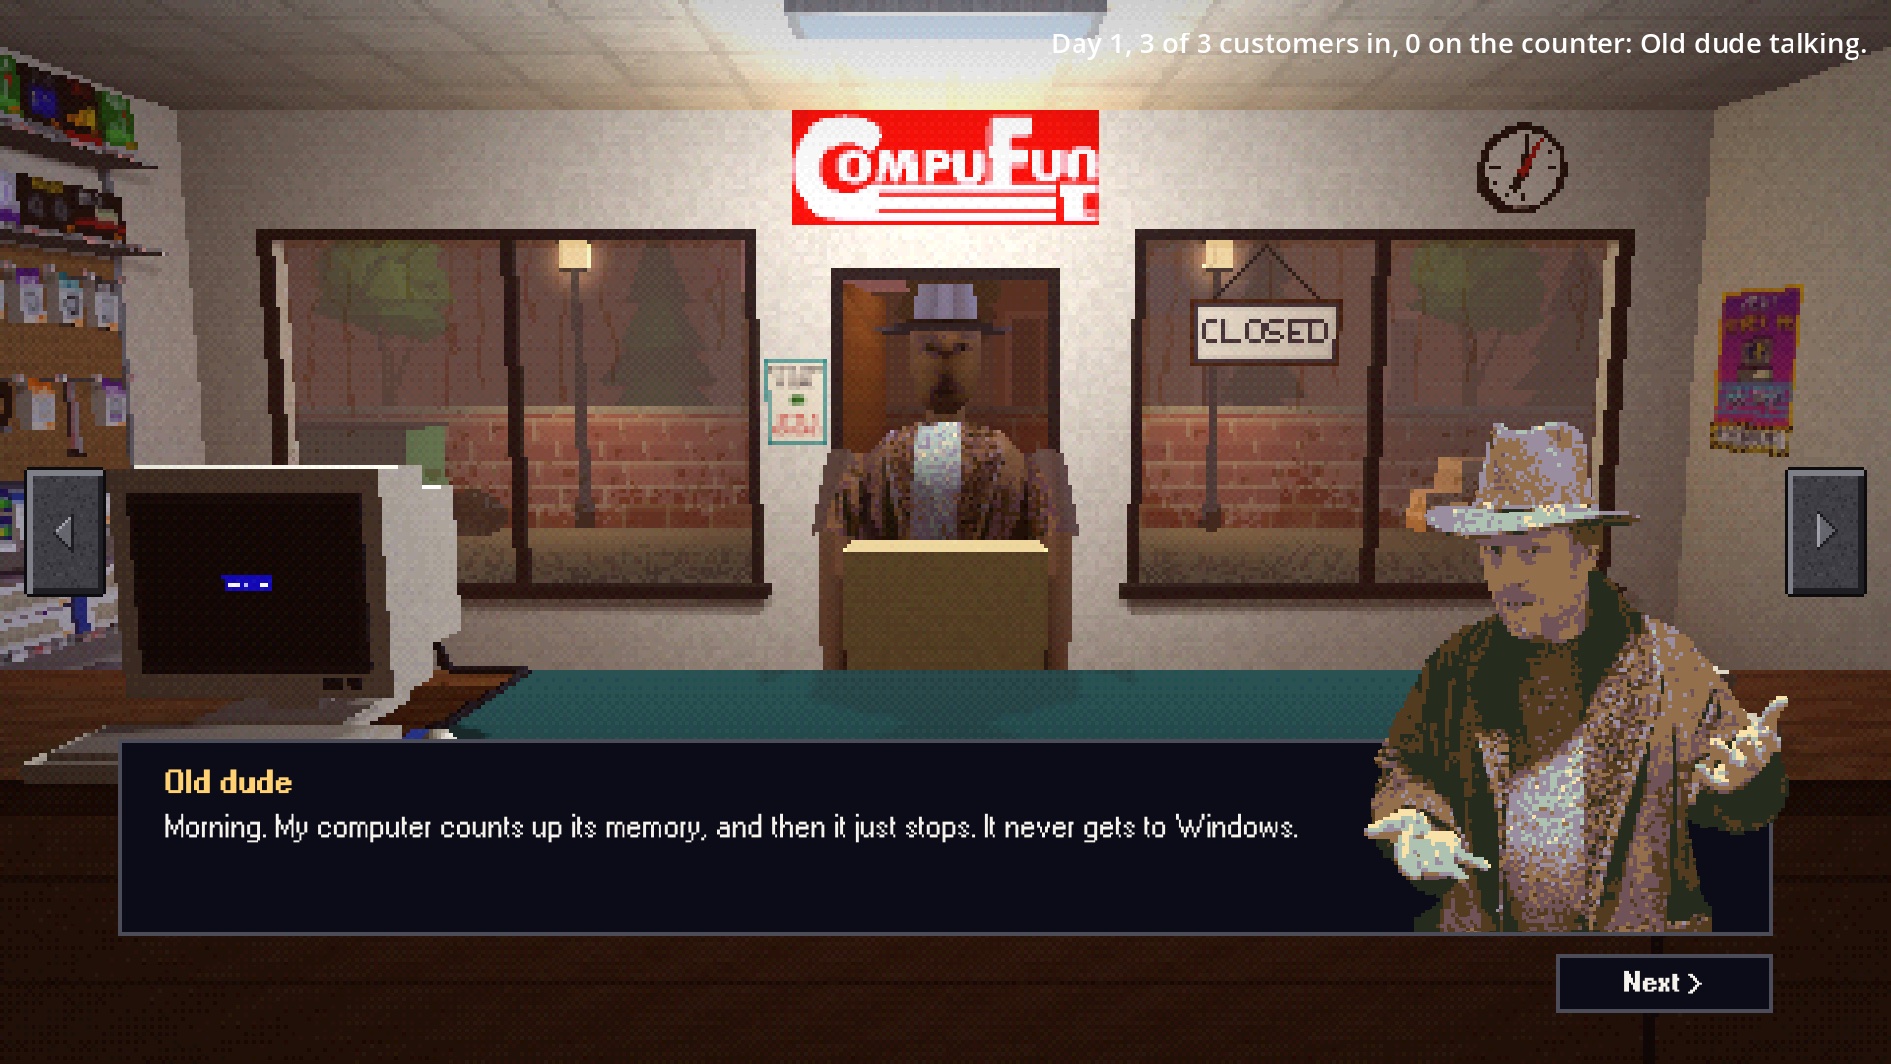 Day 1, 3 of 3 customers in, 0 on the counter: Old dude talking.
COMPUFUN
CLOSED
Old dude
Morning. My computer counts up its memory, and then it just stops. It never gets to Windows.
Next >